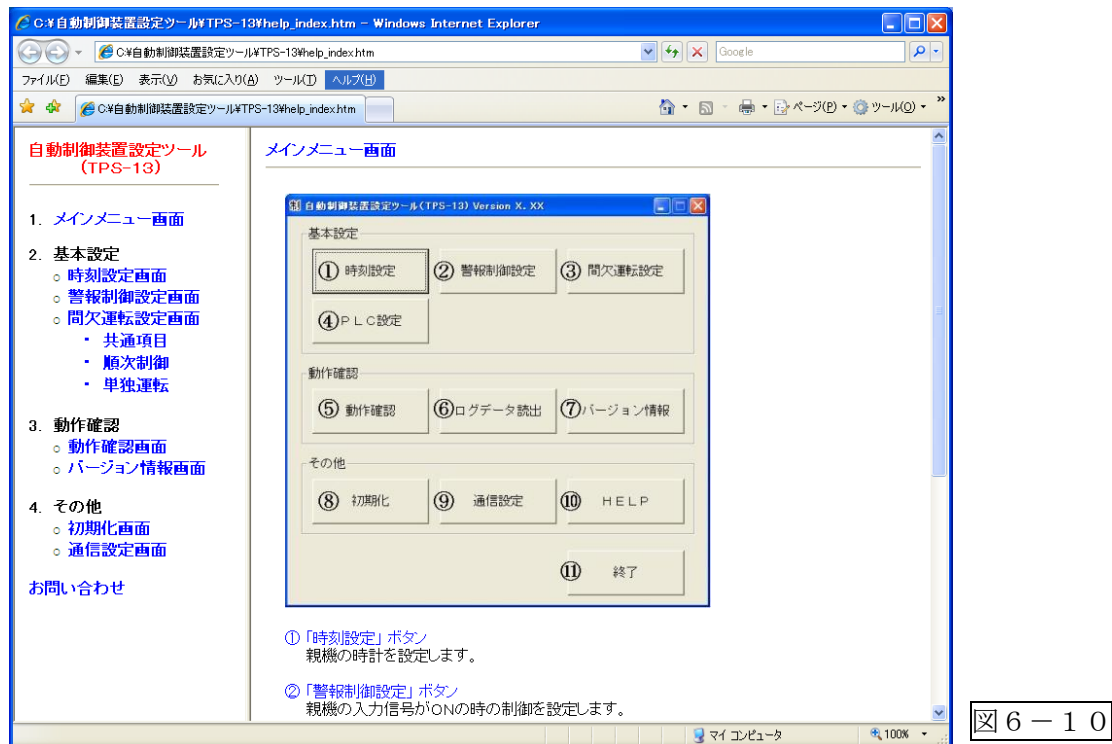 C:¥自動制御装置設定ツール¥TPS-13¥help_index.htm - Windows Internet Explorer
C:¥自動制御装置設定ツール¥TPS-13¥help_index.htm
Google
ファイル(F) 編集(E) 表示(V) お気に入り(A) ツール(T) ヘルプ(H)
C:¥自動制御装置設定ツール¥TPS-13¥help_index.htm
ページ(P) ツール(O)
自動制御装置設定ツール
(TPS-13)
1. メインメニュー画面
2. 基本設定
○ 時刻設定画面
○ 警報制御設定画面
○ 間欠運転設定画面
・ 共通項目
・ 順次制御
・ 単独運転
3. 動作確認
○ 動作確認画面
○ バージョン情報画面
4. その他
○ 初期化画面
○ 通信設定画面
お問い合わせ
メインメニュー画面
自動制御装置設定ツール(TPS-13) Version X.XX
基本設定
① 時刻設定 ② 警報制御設定 ③ 間欠運転設定
④ PLC設定
動作確認
⑤ 動作確認 ⑥ ログデータ読出 ⑦ バージョン情報
その他
⑧ 初期化 ⑨ 通信設定 ⑩ HELP
⑪ 終了
①「時刻設定」ボタン
親機の時計を設定します。
②「警報制御設定」ボタン
親機の入力信号がONの時の制御を設定します。
マイ コンピュータ 100%
図6-10